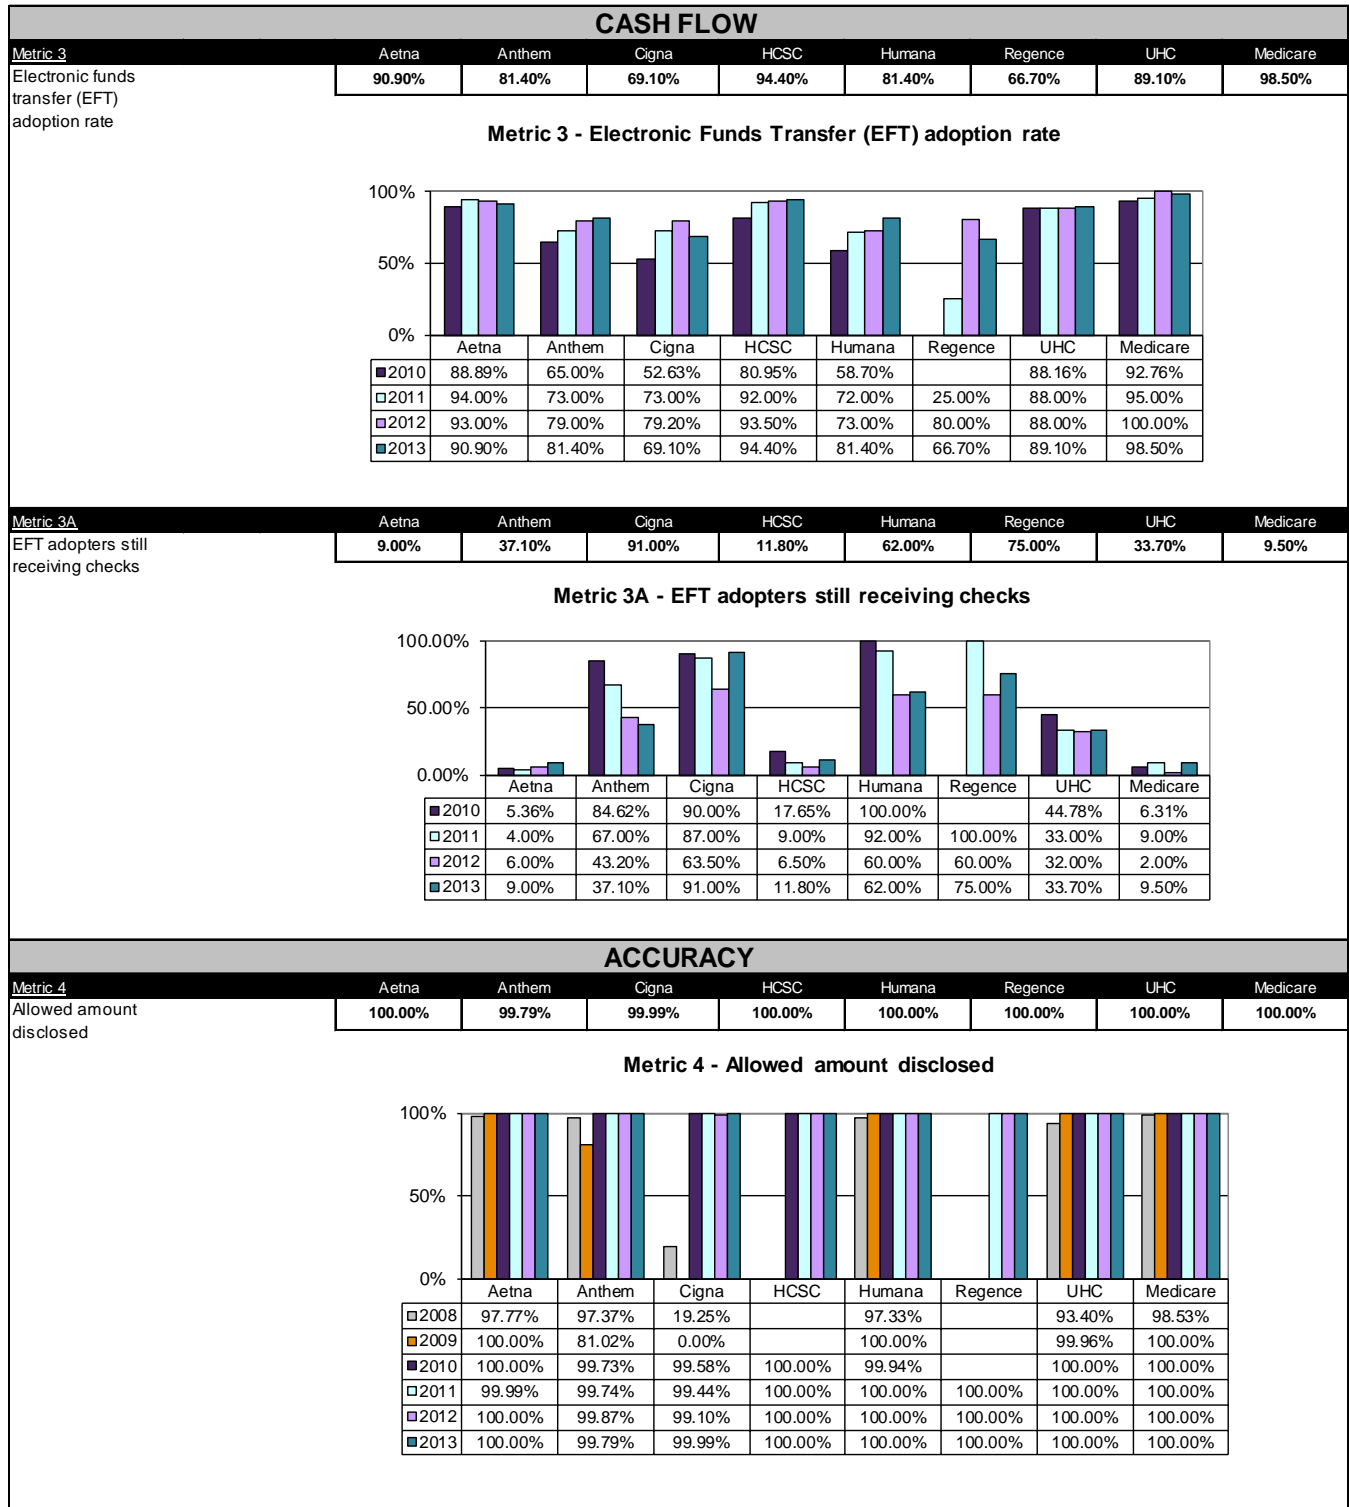 CASH FLOW
Metric 3 Aetna Anthem Cigna HCSC Humana Regence UHC Medicare
Electronic funds 90.90% 81.40% 69.10% 94.40% 81.40% 66.70% 89.10% 98.50%
transfer (EFT)
adoption rate
Metric 3 - Electronic Funds Transfer (EFT) adoption rate
100%
50%
0%
Aetna Anthem Cigna HCSC Humana Regence UHC Medicare
2010 88.89% 65.00% 52.63% 80.95% 58.70% 88.16% 92.76%
2011 94.00% 73.00% 73.00% 92.00% 72.00% 25.00% 88.00% 95.00%
2012 93.00% 79.00% 79.20% 93.50% 73.00% 80.00% 88.00% 100.00%
2013 90.90% 81.40% 69.10% 94.40% 81.40% 66.70% 89.10% 98.50%
Metric 3A Aetna Anthem Cigna HCSC Humana Regence UHC Medicare
EFT adopters still 9.00% 37.10% 91.00% 11.80% 62.00% 75.00% 33.70% 9.50%
receiving checks
Metric 3A - EFT adopters still receiving checks
100.00%
50.00%
0.00%
Aetna Anthem Cigna HCSC Humana Regence UHC Medicare
2010 5.36% 84.62% 90.00% 17.65% 100.00% 44.78% 6.31%
2011 4.00% 67.00% 87.00% 9.00% 92.00% 100.00% 33.00% 9.00%
2012 6.00% 43.20% 63.50% 6.50% 60.00% 60.00% 32.00% 2.00%
2013 9.00% 37.10% 91.00% 11.80% 62.00% 75.00% 33.70% 9.50%
ACCURACY
Metric 4 Aetna Anthem Cigna HCSC Humana Regence UHC Medicare
Allowed amount 100.00% 99.79% 99.99% 100.00% 100.00% 100.00% 100.00% 100.00%
disclosed
Metric 4 - Allowed amount disclosed
100%
50%
0%
Aetna Anthem Cigna HCSC Humana Regence UHC Medicare
2008 97.77% 97.37% 19.25% 97.33% 93.40% 98.53%
2009 100.00% 81.02% 0.00% 100.00% 99.96% 100.00%
2010 100.00% 99.73% 99.58% 100.00% 99.94% 100.00% 100.00%
2011 99.99% 99.74% 99.44% 100.00% 100.00% 100.00% 100.00% 100.00%
2012 100.00% 99.87% 99.10% 100.00% 100.00% 100.00% 100.00% 100.00%
2013 100.00% 99.79% 99.99% 100.00% 100.00% 100.00% 100.00% 100.00%